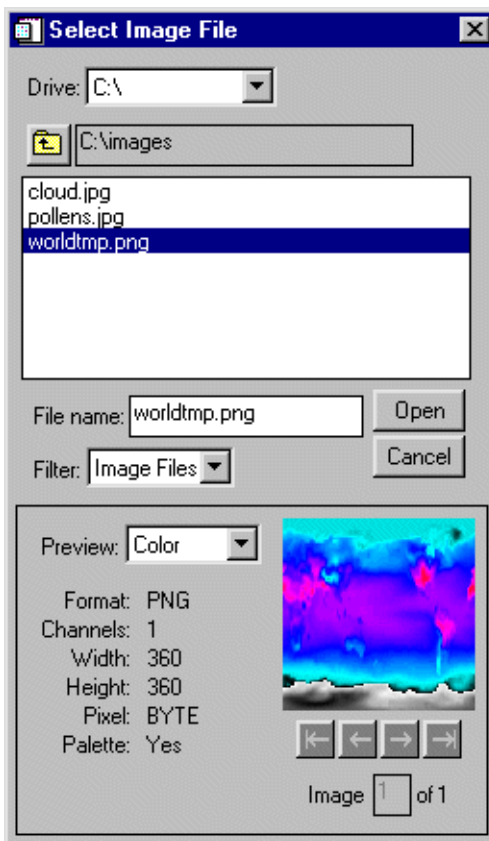 Select Image File
Drive: C:\
C:\images
cloud.jpg
pollens.jpg
worldtmp.png
File name: worldtmp.png Open
Filter: Image Files Cancel
Preview: Color
Format: PNG
Channels: 1
Width: 360
Height: 360
Pixel: BYTE
Palette: Yes
Image 1 of 1